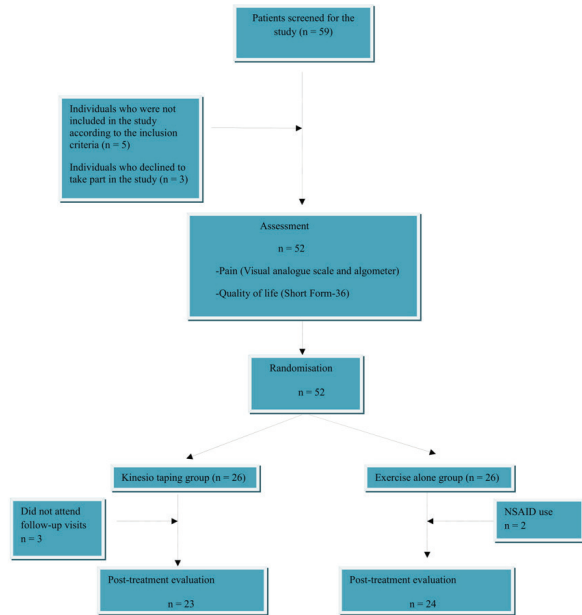 Patients screened for the
study (n = 59)
Individuals who were not
included in the study
according to the inclusion
criteria (n = 5)
Individuals who declined to
take part in the study (n = 3)
Assessment
n = 52
-Pain (Visual analogue scale and algometer)
-Quality of life (Short Form-36)
Randomisation
n = 52
Kinesio taping group (n = 26)
Exercise alone group (n = 26)
Did not attend
follow-up visits
n = 3
NSAID use
n = 2
Post-treatment evaluation
n = 23
Post-treatment evaluation
n = 24